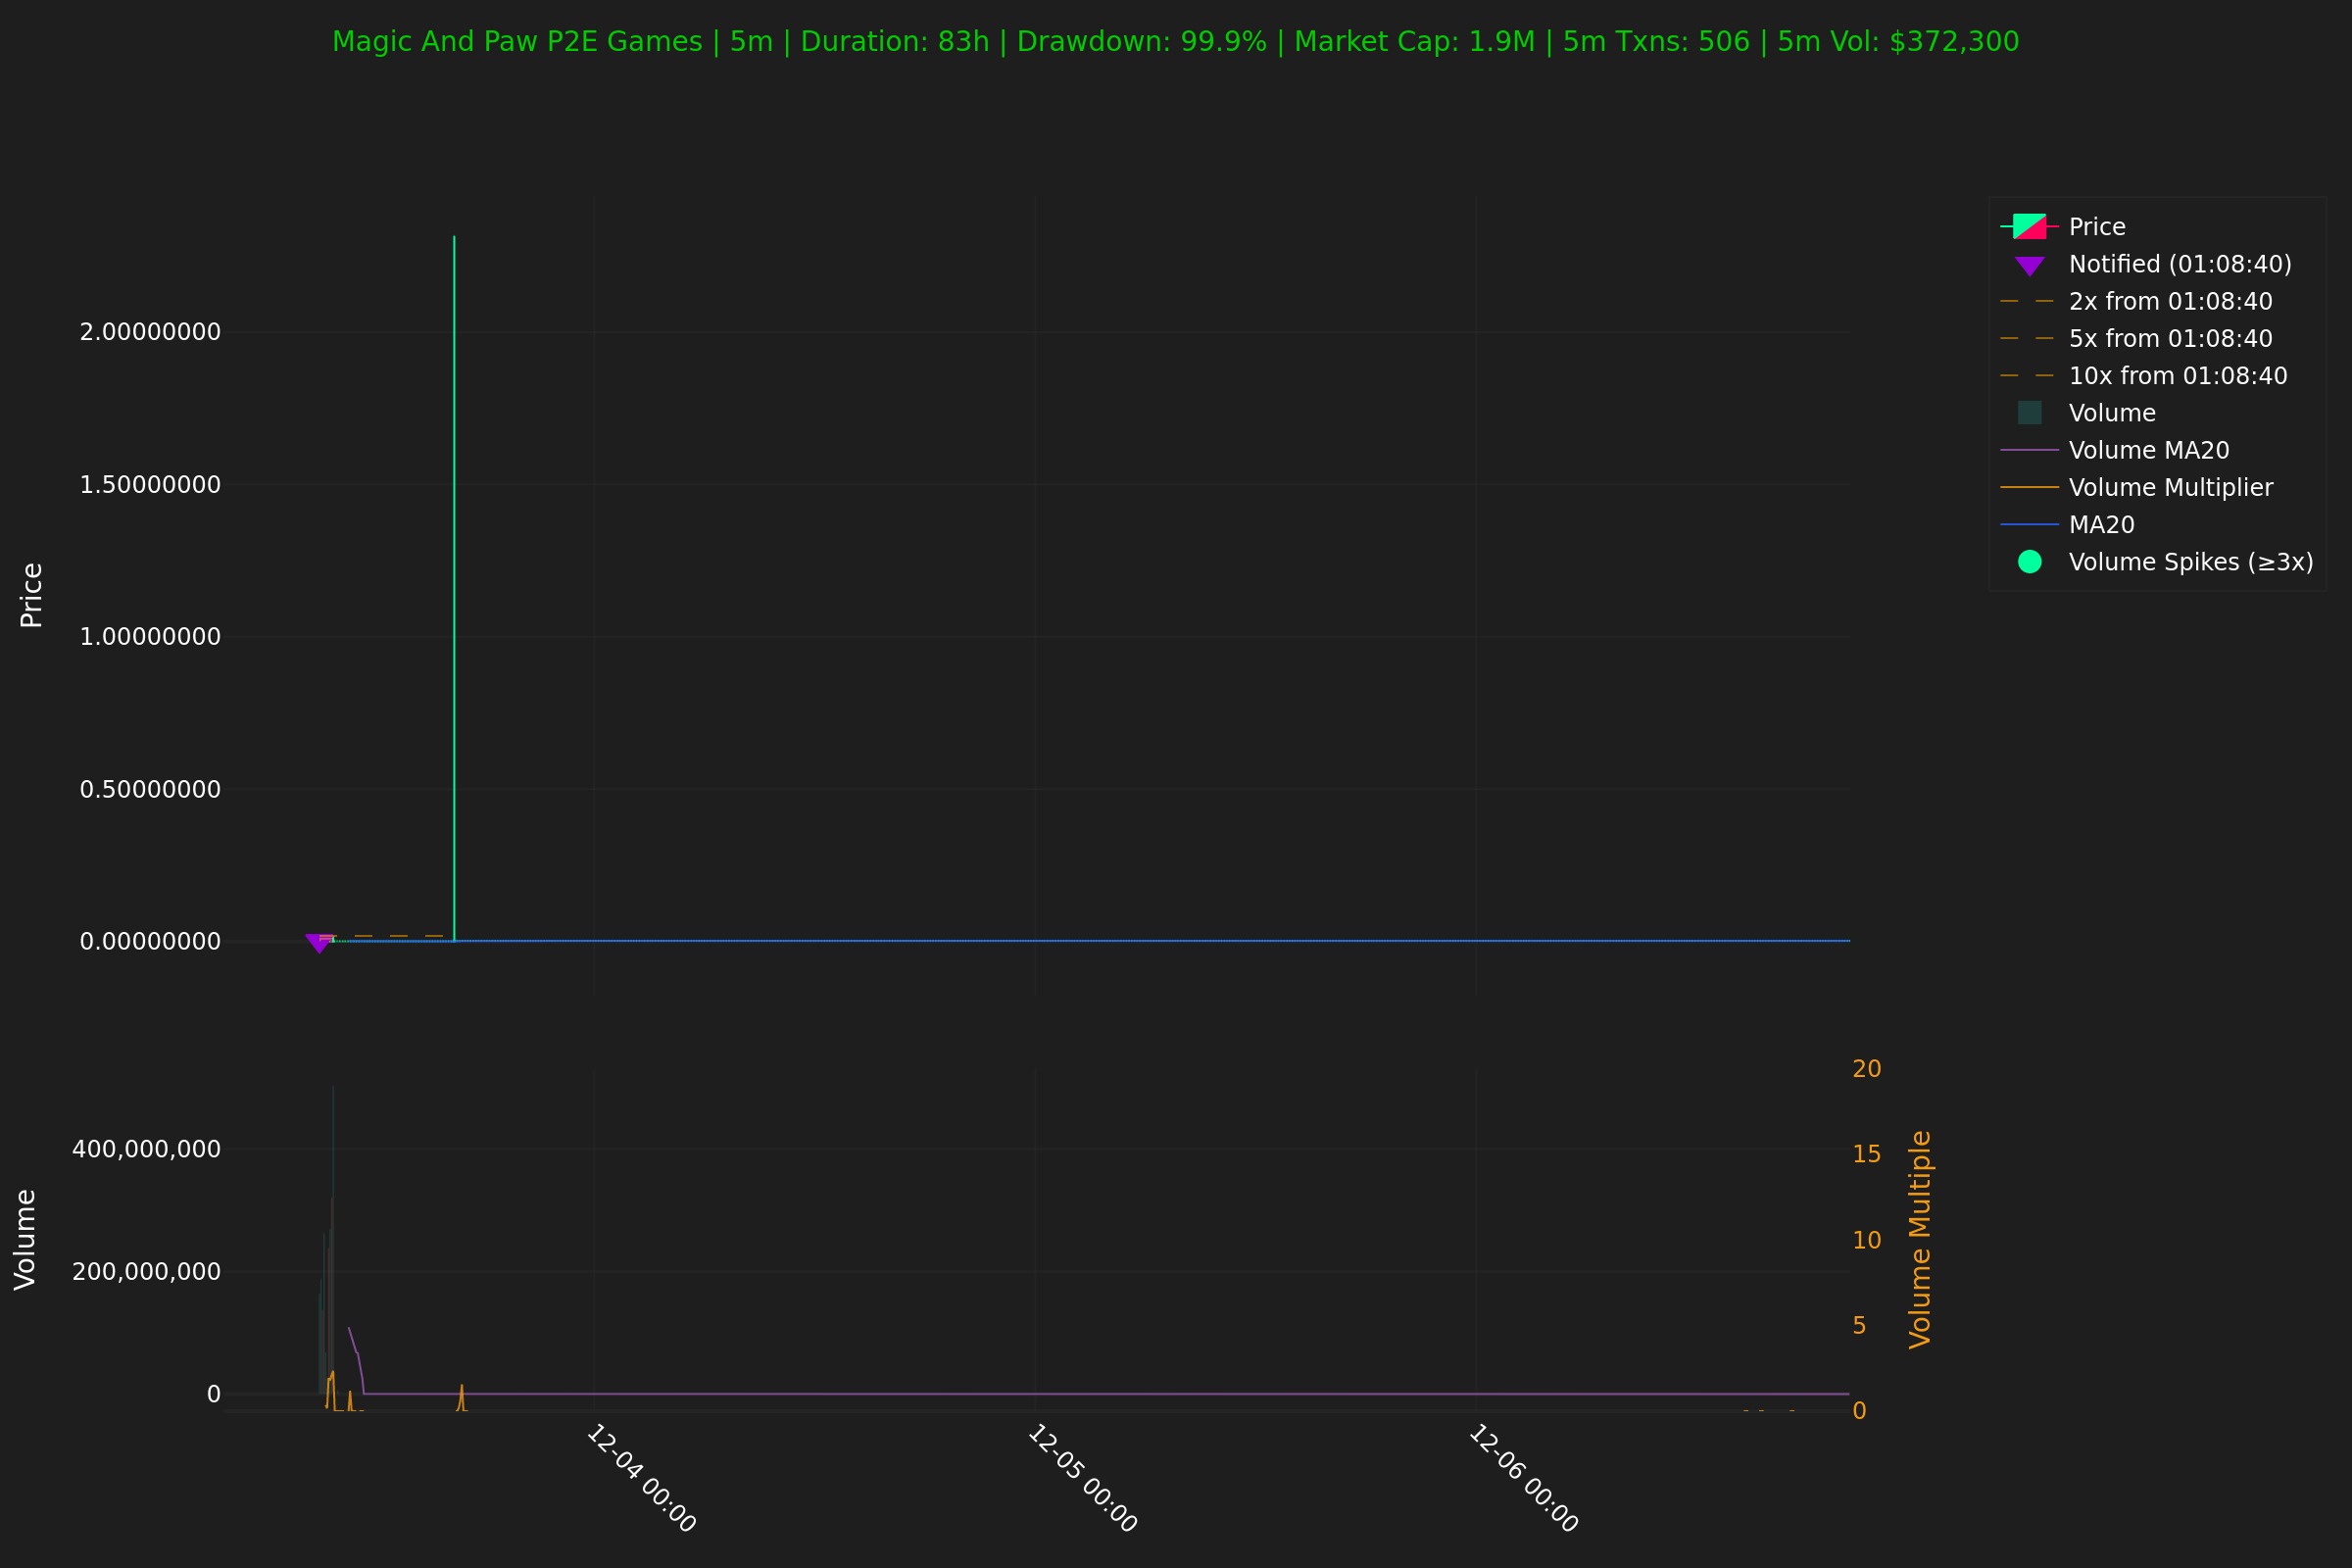 Magic And Paw P2E Games | 5m | Duration: 83h | Drawdown: 99.9% | Market Cap: 1.9M | 5m Txns: 506 | 5m Vol: $372,300
Price
2.00000000
1.50000000
1.00000000
0.50000000
0.00000000
Price
Notified (01:08:40)
2x from 01:08:40
5x from 01:08:40
10x from 01:08:40
Volume
Volume MA20
Volume Multiplier
MA20
Volume Spikes (≥3x)
Volume
400,000,000
200,000,000
0
20
15
10
5
0
Volume Multiple
12-04 00:00
12-05 00:00
12-06 00:00